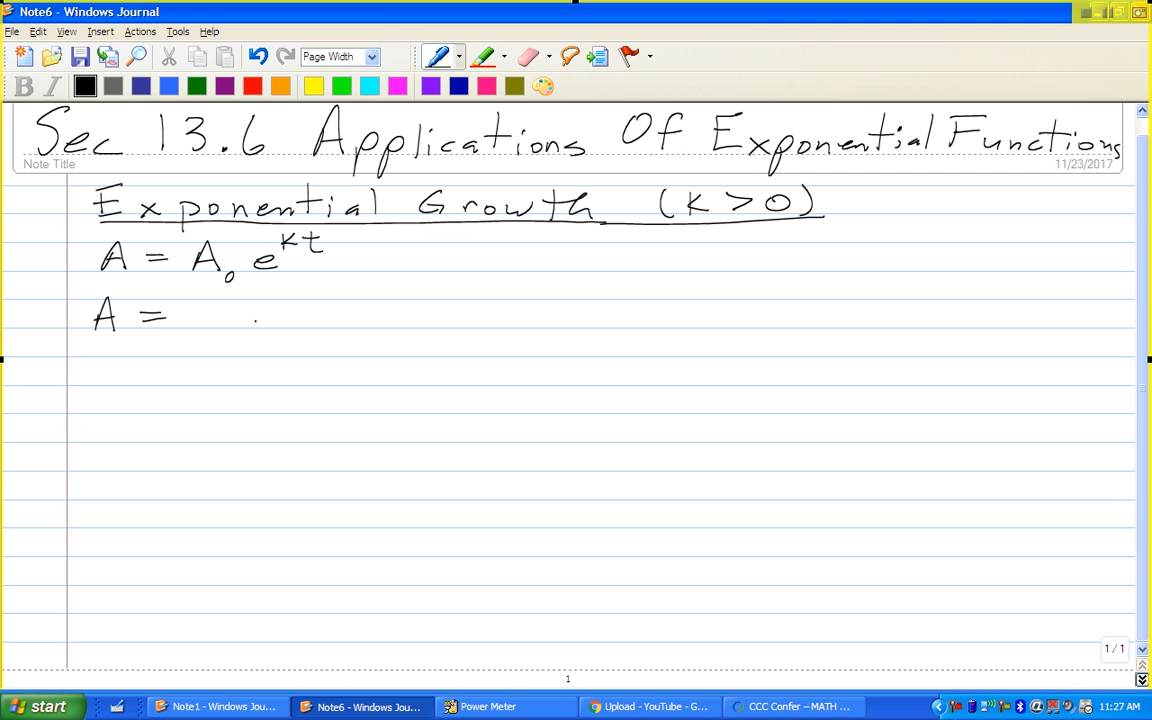 Note6 - Windows Journal
File Edit View Insert Actions Tools Help
Page Width
B I
Sec 13.6 Applications Of Exponential Functions
Note Title
11/23/2017
Exponential Growth (k > 0)
A = A₀ e^kt
A =
1 / 1
1
start Note1 - Windows Jou... Note6 - Windows Jou... Power Meter Upload - YouTube - G... CCC Confer -- MATH ... 11:27 AM